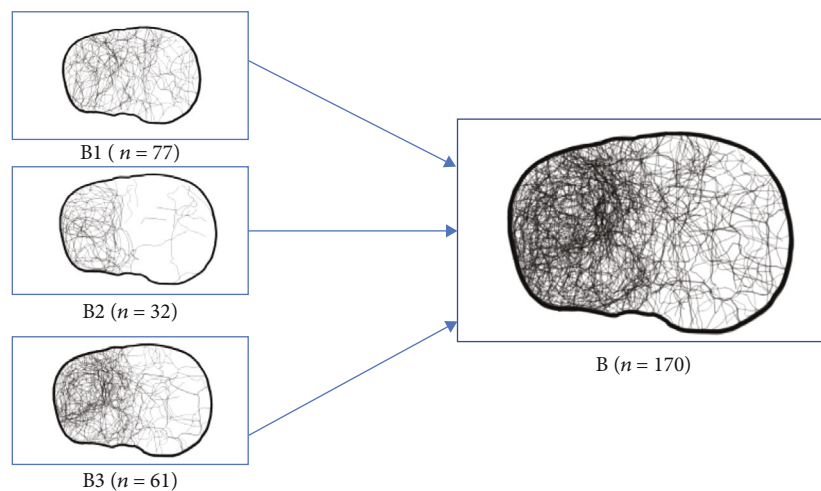 B1 ( n = 77)
B2 (n = 32)
B3 (n = 61)
B (n = 170)